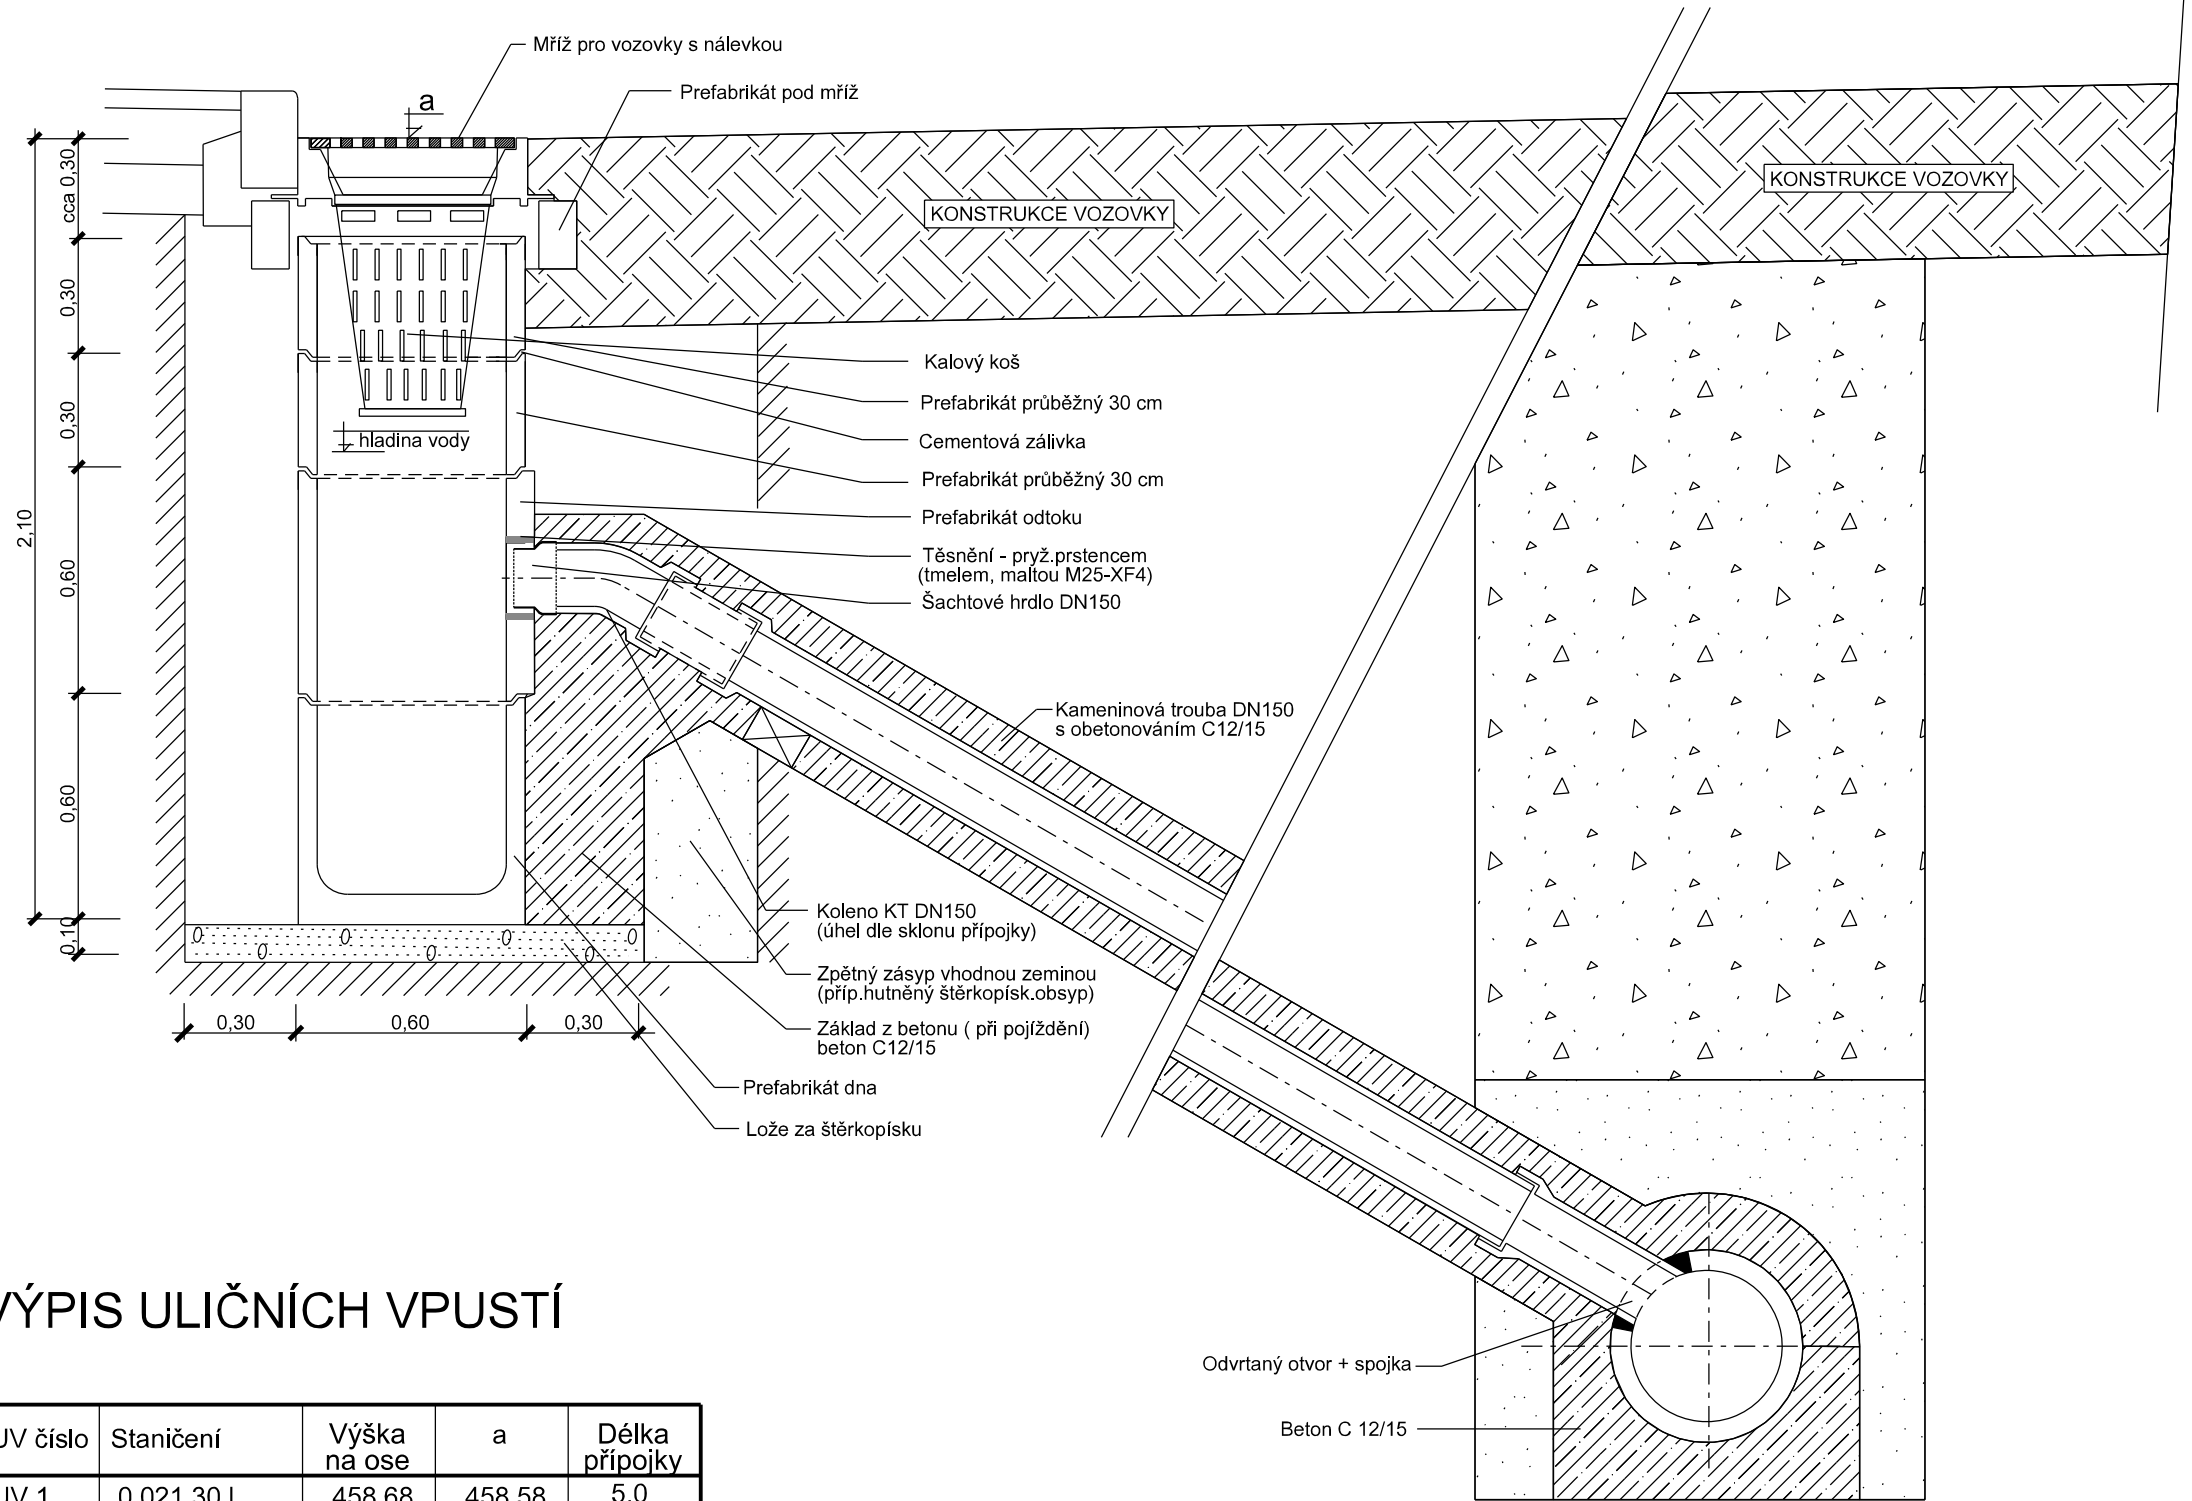 Mříž pro vozovky s nálevkou
Prefabrikát pod mříž
a
KONSTRUKCE VOZOVKY
KONSTRUKCE VOZOVKY
cca 0,30
0,30
0,30
0,60
0,60
0,10
2,10
hladina vody
Kalový koš
Prefabrikát průběžný 30 cm
Cementová zálivka
Prefabrikát průběžný 30 cm
Prefabrikát odtoku
Těsnění - pryž.prstencem
(tmelem, maltou M25-XF4)
Šachtové hrdlo DN150
Kameninová trouba DN150
s obetonováním C12/15
Koleno KT DN150
(úhel dle sklonu přípojky)
Zpětný zásyp vhodnou zeminou
(příp.hutněný štěrkopísk.obsyp)
Základ z betonu ( při pojíždění)
beton C12/15
Prefabrikát dna
Lože za štěrkopísku
0,30 0,60 0,30
Odvrtaný otvor + spojka
Beton C 12/15
VÝPIS ULIČNÍCH VPUSTÍ
UV číslo Staničení Výška na ose a Délka přípojky
UV 1 0,021 30 L 458,68 458,58 5,0